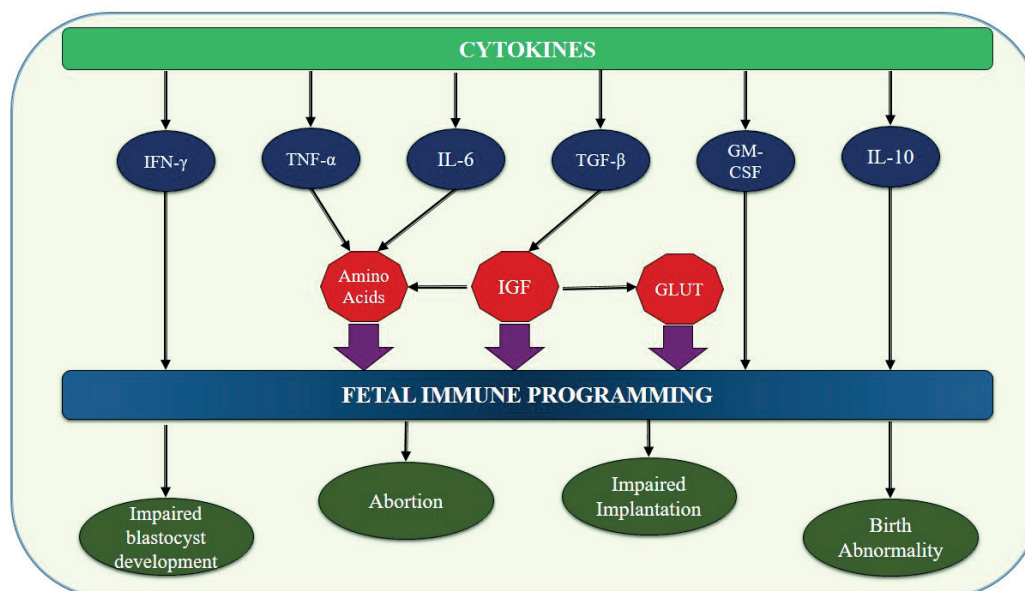 CYTOKINES
IFN-γ
TNF-α
IL-6
TGF-β
GM-
CSF
IL-10
Amino
Acids
IGF
GLUT
FETAL IMMUNE PROGRAMMING
Impaired
blastocyst
development
Abortion
Impaired
Implantation
Birth
Abnormality